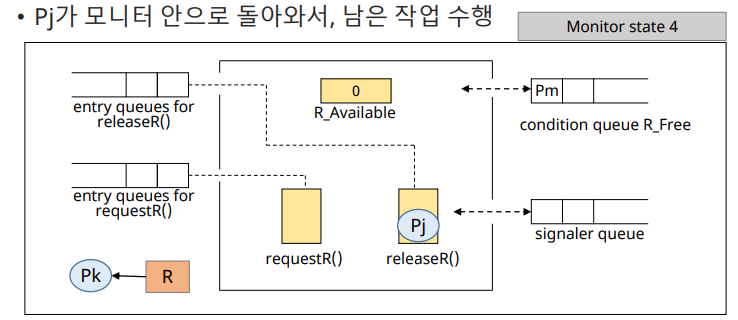 • Pj가 모니터 안으로 돌아와서, 남은 작업 수행
Monitor state 4
entry queues for
releaseR()
0
R_Available
Pm
condition queue R_Free
entry queues for
requestR()
requestR()
Pj
releaseR()
signaler queue
Pk
R